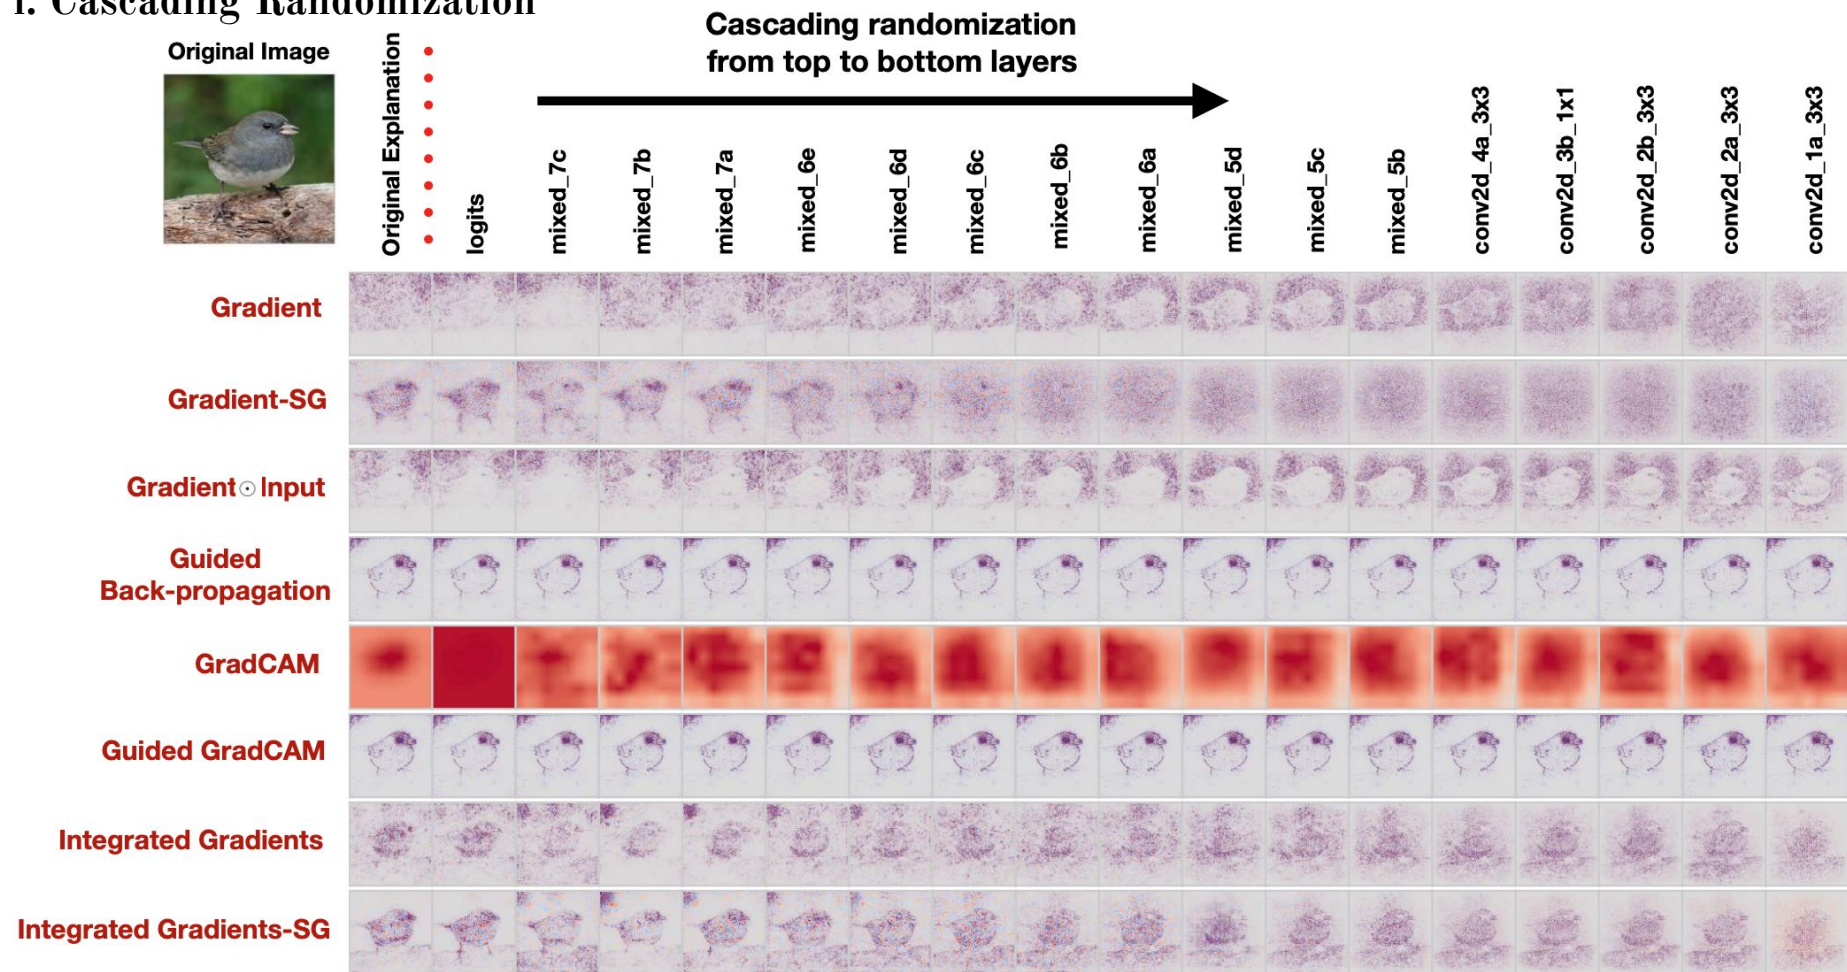 i. Cascading Randomization
Cascading randomization
from top to bottom layers
Original Image
Original Explanation
logits
mixed_7c
mixed_7b
mixed_7a
mixed_6e
mixed_6d
mixed_6c
mixed_6b
mixed_6a
mixed_5d
mixed_5c
mixed_5b
conv2d_4a_3x3
conv2d_3b_1x1
conv2d_2b_3x3
conv2d_2a_3x3
conv2d_1a_3x3
Gradient
Gradient-SG
Gradient⊙Input
Guided
Back-propagation
GradCAM
Guided GradCAM
Integrated Gradients
Integrated Gradients-SG